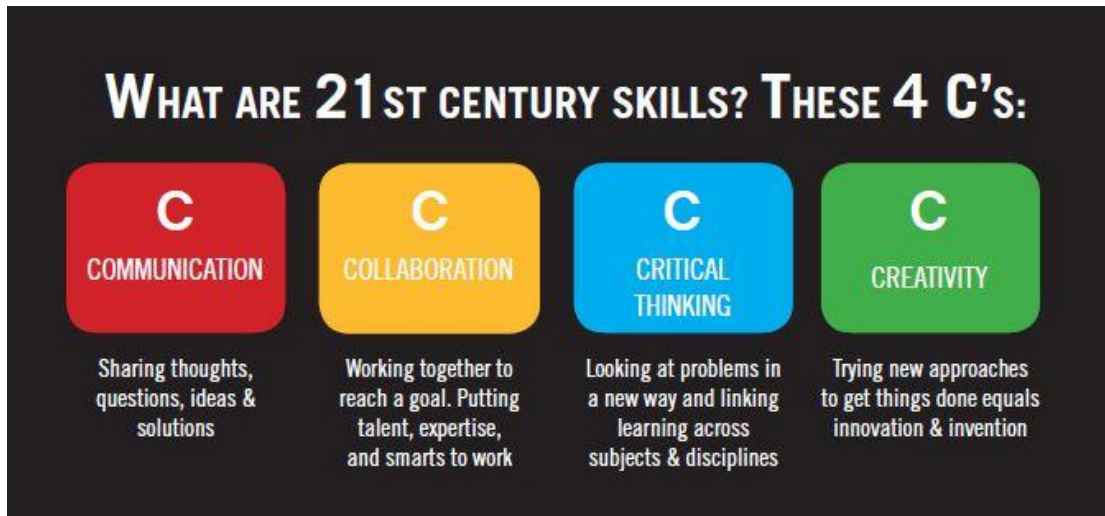 WHAT ARE 21ST CENTURY SKILLS? THESE 4 C'S:
C
COMMUNICATION
Sharing thoughts,
questions, ideas &
solutions
C
COLLABORATION
Working together to
reach a goal. Putting
talent, expertise,
and smarts to work
C
CRITICAL
THINKING
Looking at problems in
a new way and linking
learning across
subjects & disciplines
C
CREATIVITY
Trying new approaches
to get things done equals
innovation & invention